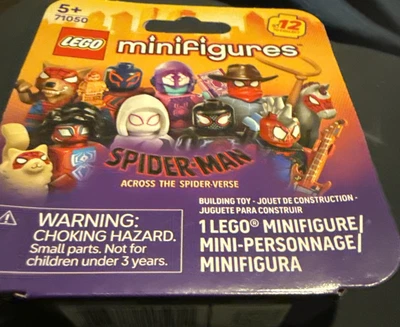 5+
71050
LEGO minifigures
12
SPIDER-MAN
ACROSS THE SPIDER-VERSE
BUILDING TOY - JOUET DE CONSTRUCTION -
JUGUETE PARA CONSTRUIR
WARNING:
CHOKING HAZARD.
Small parts. Not for
children under 3 years.
1 LEGO® MINIFIGURE/
MINI-PERSONNAGE/
MINIFIGURA